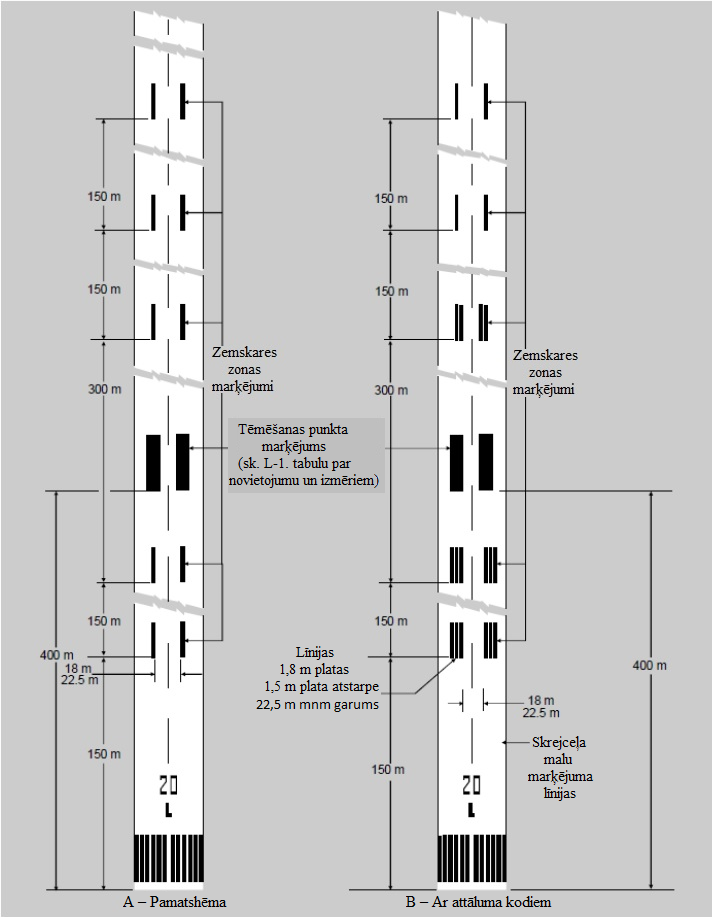 150 m
150 m
300 m
Zemskares
zonas
marķējumi
Tēmēšanas punkta
marķējums
(sk. L-1. tabulu par
novietojumu un izmēriem)
150 m
400 m
18 m
22.5 m
150 m
20
L
A – Pamatshēma
150 m
150 m
300 m
Zemskares
zonas
marķējumi
150 m
Līnijas
1,8 m platas
1,5 m plata atstarpe
22,5 m mnm garums
400 m
18 m
22.5 m
150 m
Skrejceļa
malu
marķējuma
līnijas
20
L
B – Ar attāluma kodiem